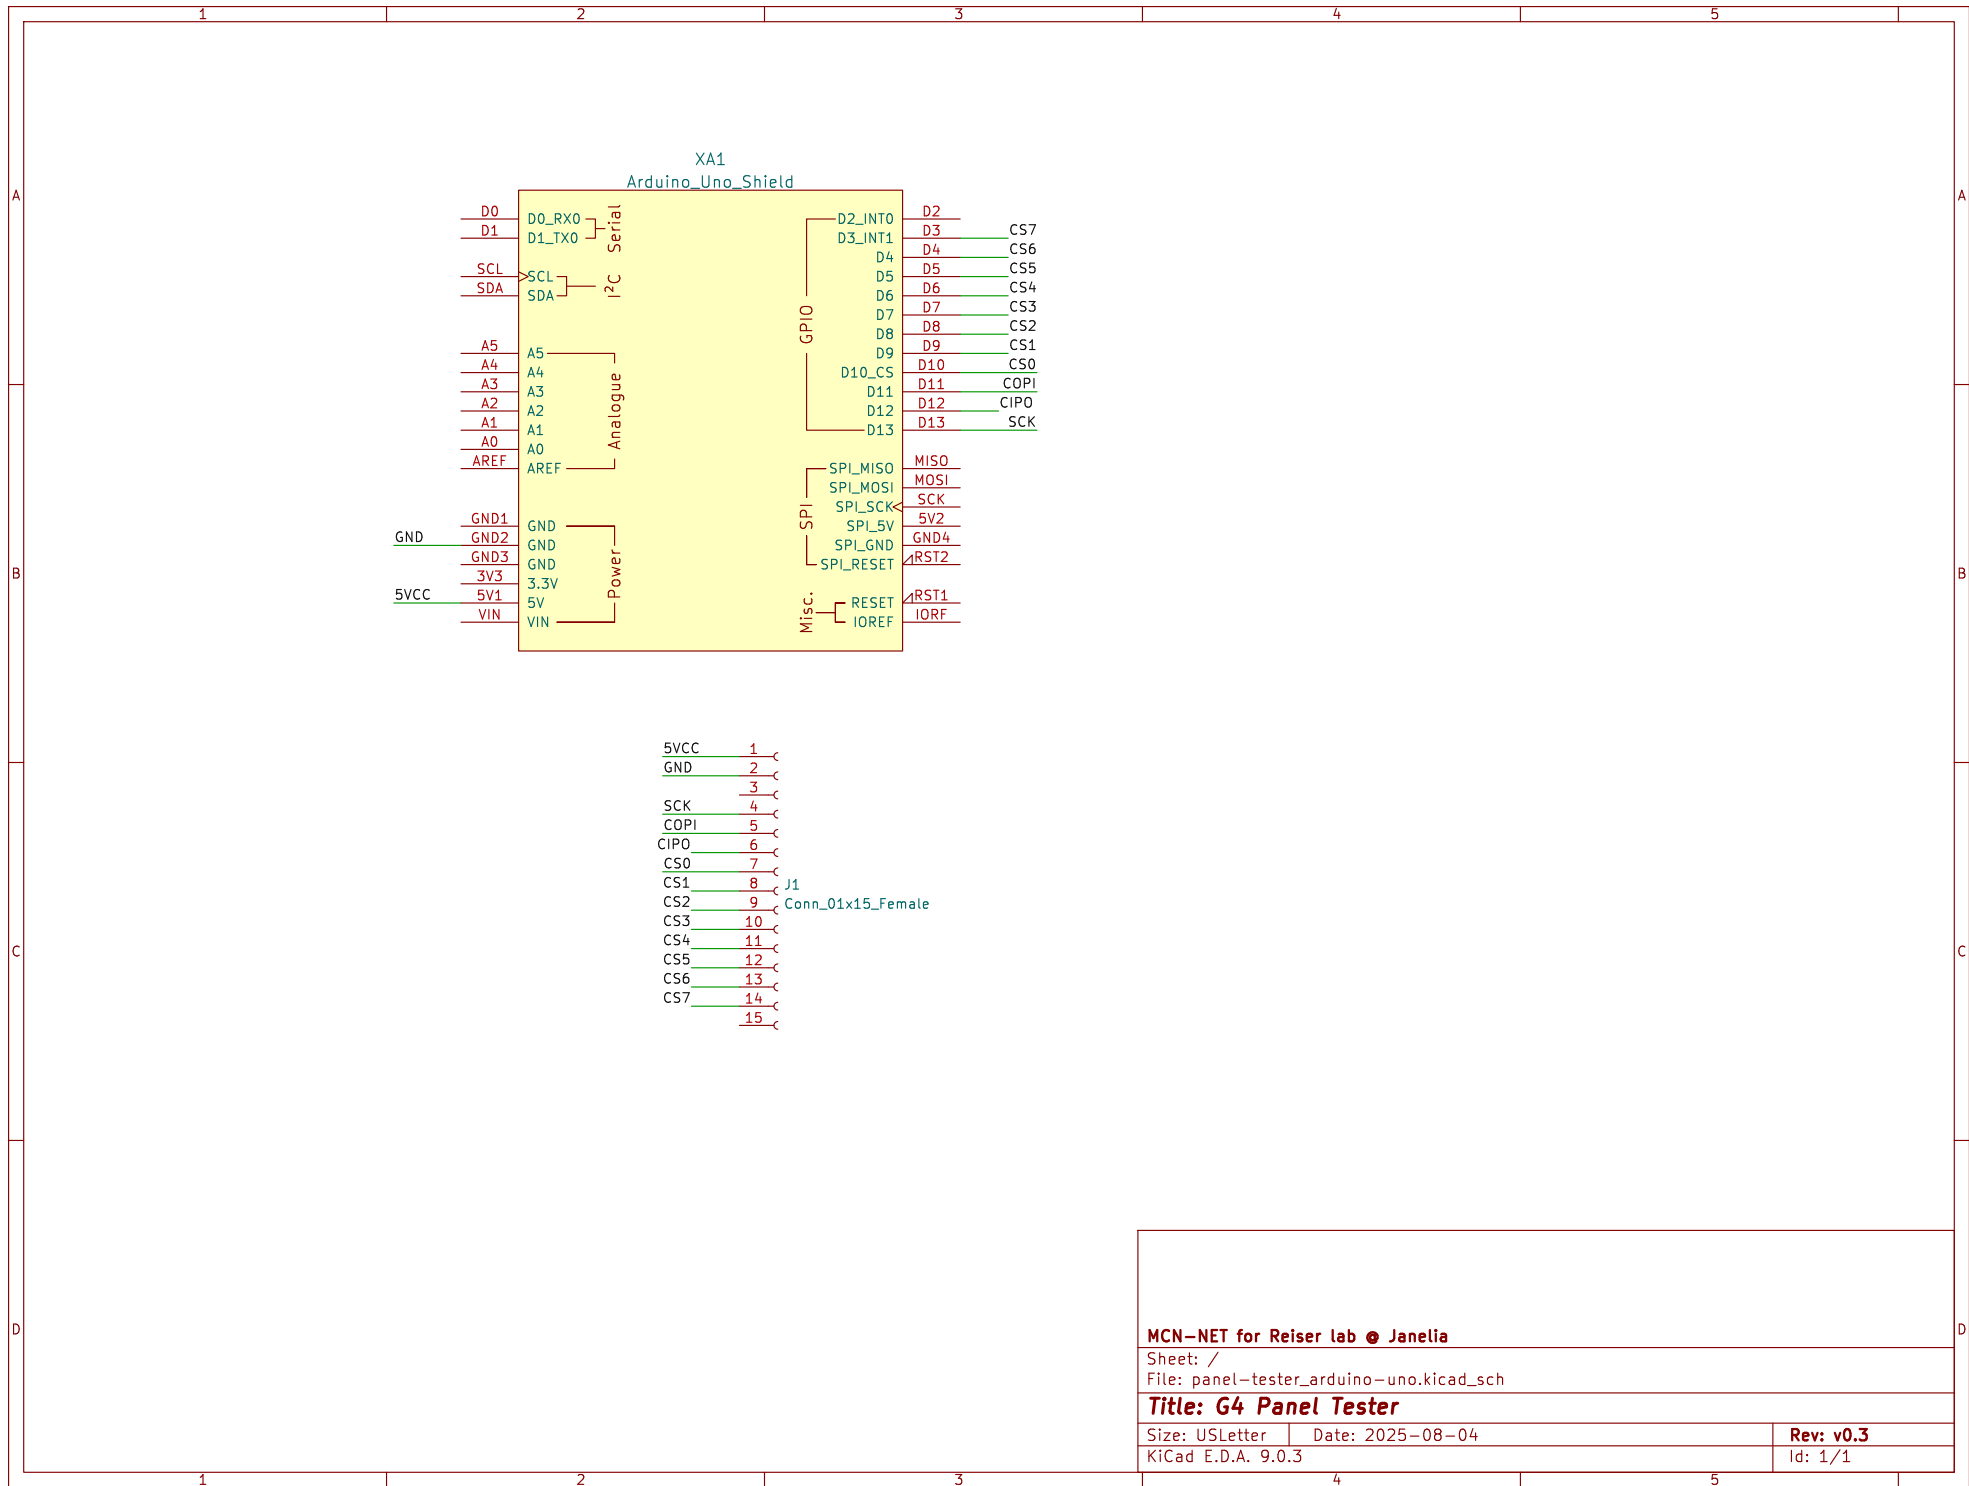 1 2 3 4 5
XA1
Arduino_Uno_Shield
A A
D0 D0_RX0 Serial D2_INT0 D2
D1 D1_TX0 D3_INT1 D3 CS7
D4 D4 CS6
SCL SCL I²C D5 D5 CS5
SDA SDA D6 D6 CS4
GPIO D7 D7 CS3
D8 D8 CS2
A5 A5 D9 D9 CS1
A4 A4 D10_CS D10 CS0
A3 A3 Analogue D11 D11 COPI
A2 A2 D12 D12 CIPO
A1 A1 D13 D13 SCK
A0 A0
AREF AREF SPI_MISO MISO
SPI_MOSI MOSI
SPI SPI_SCK SCK
GND1 GND SPI_5V 5V2
GND GND2 GND SPI_GND GND4
GND3 GND SPI_RESET RST2
B B
3V3 3.3V Power
5VCC 5V1 5V Misc. RESET RST1
VIN VIN IOREF IORF
5VCC 1
GND 2
3
SCK 4
COPI 5
CIPO 6
CS0 7
CS1 8 J1
CS2 9 Conn_01x15_Female
CS3 10
CS4 11
C C
CS5 12
CS6 13
CS7 14
15
D D
MCN-NET for Reiser lab @ Janelia
Sheet: /
File: panel-tester_arduino-uno.kicad_sch
Title: G4 Panel Tester
Size: USLetter Date: 2025-08-04 Rev: v0.3
KiCad E.D.A. 9.0.3 Id: 1/1
1 2 3 4 5